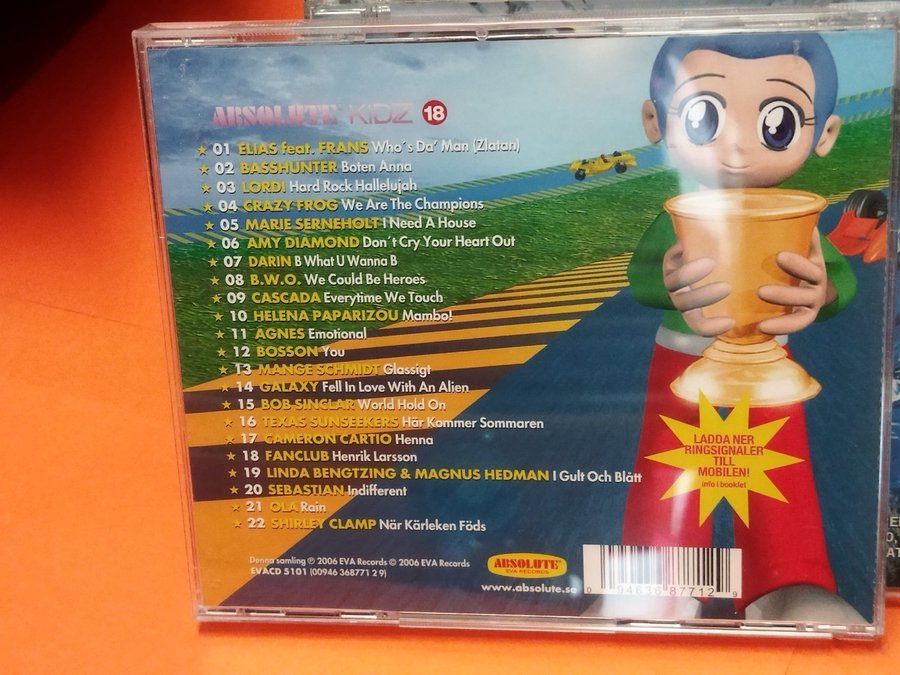 ABSOLUTE KIDZ 18
01 ELIAS feat. FRANS Who´s Da' Man (Zlatan)
02 BASSHUNTER Boten Anna
03 LORDI Hard Rock Hallelujah
04 CRAZY FROG We Are The Champions
05 MARIE SERNEHOLT I Need A House
06 AMY DIAMOND Don´t Cry Your Heart Out
07 DARIN B What U Wanna B
08 B.W.O. We Could Be Heroes
09 CASCADA Everytime We Touch
10 HELENA PAPARIZOU Mambo!
11 AGNES Emotional
12 BOSSON You
13 MANGE SCHMIDT Glassigt
14 GALAXY Fell In Love With An Alien
15 BOB SINCLAR World Hold On
16 TEXAS SUNSEEKERS Här Kommer Sommaren
17 CAMERON CARTIO Henna
18 FANCLUB Henrik Larsson
19 LINDA BENGTZING & MAGNUS HEDMAN I Gult Och Blått
20 SEBASTIAN Indifferent
21 OLA Rain
22 SHIRLEY CLAMP När Kärleken Föds
LADDA NER
RINGSIGNALER
TILL
MOBILEN!
info i booklet
Denna samling ℗ 2006 EVA Records © 2006 EVA Records
EVACD 5101 (00946 368771 2 9)
ABSOLUTE
EVA RECORDS
www.absolute.se
0 94636 87712 9